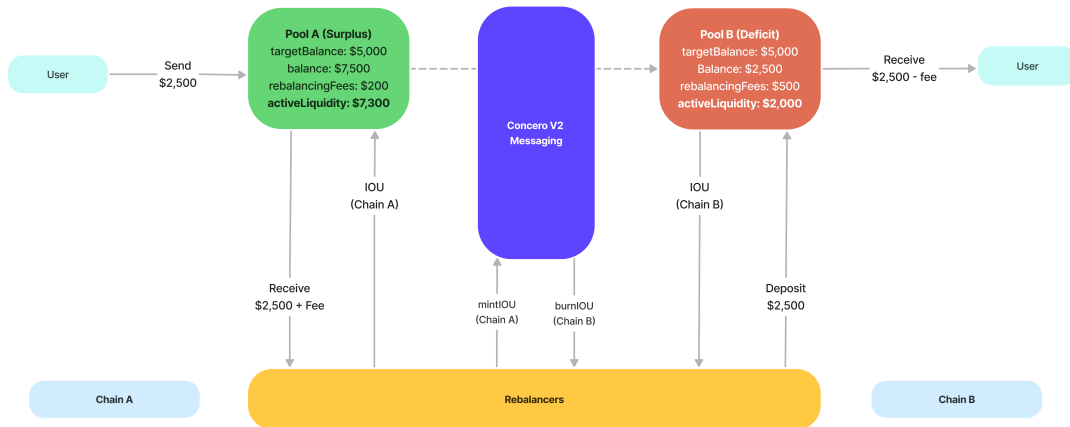 User
Send
$2,500
Pool A (Surplus)
targetBalance: $5,000
balance: $7,500
rebalancingFees: $200
activeLiquidity: $7,300
Concero V2
Messaging
Pool B (Deficit)
targetBalance: $5,000
Balance: $2,500
rebalancingFees: $500
activeLiquidity: $2,000
Receive
$2,500 - fee
User
IOU
(Chain A)
IOU
(Chain B)
Receive
$2,500 + Fee
mintIOU
(Chain A)
burnIOU
(Chain B)
Deposit
$2,500
Chain A
Rebalancers
Chain B